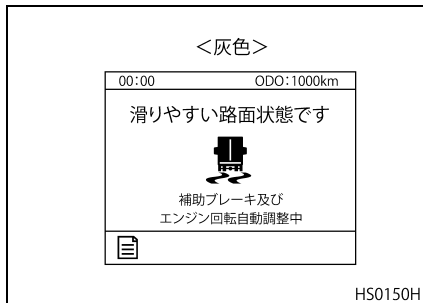 ＜灰色＞
00:00 ODO:1000km
滑りやすい路面状態です
補助ブレーキ及び
エンジン回転自動調整中
HS0150H